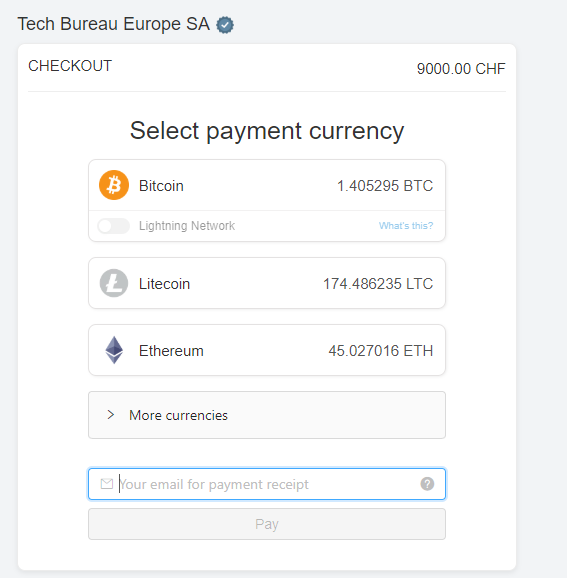 Tech Bureau Europe SA
CHECKOUT 9000.00 CHF
Select payment currency
Bitcoin 1.405295 BTC
Lightning Network What's this?
Litecoin 174.486235 LTC
Ethereum 45.027016 ETH
More currencies
Your email for payment receipt ?
Pay